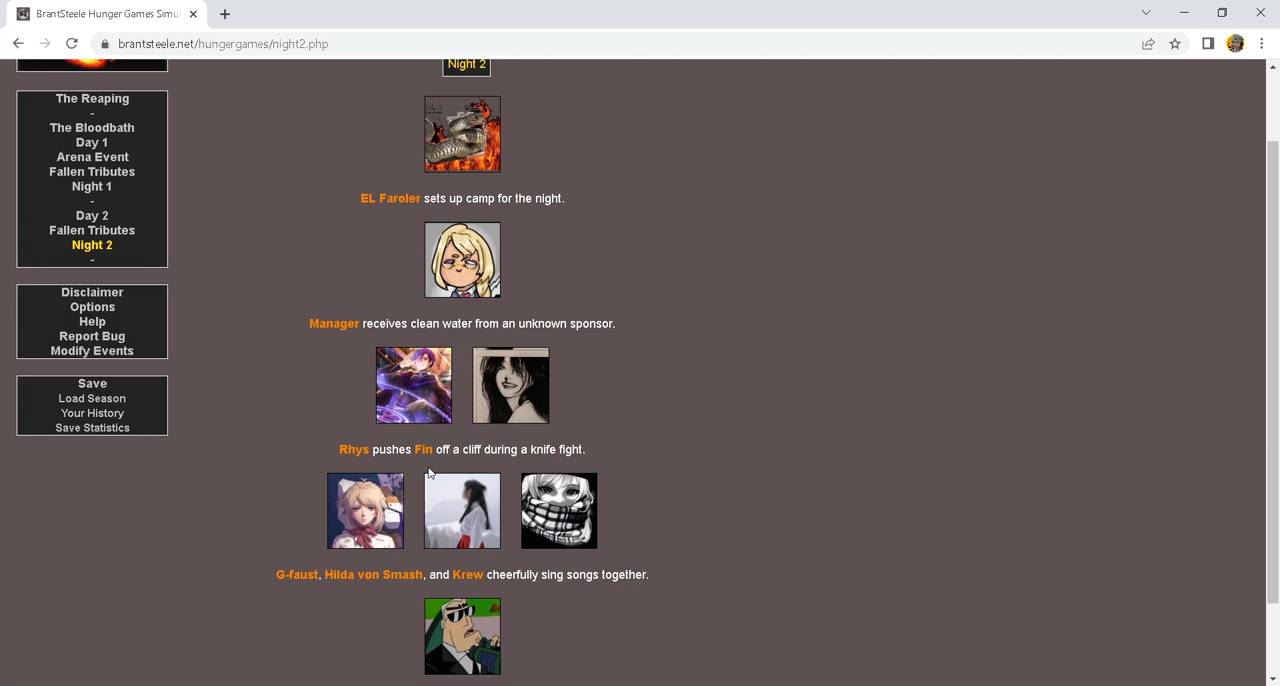 BrantSteele Hunger Games Simu
brantsteele.net/hungergames/night2.php
Night 2
The Reaping
-
The Bloodbath
Day 1
Arena Event
Fallen Tributes
Night 1
-
Day 2
Fallen Tributes
Night 2
-
Disclaimer
Options
Help
Report Bug
Modify Events
Save
Load Season
Your History
Save Statistics
EL Faroler sets up camp for the night.
Manager receives clean water from an unknown sponsor.
Rhys pushes Fin off a cliff during a knife fight.
G-faust, Hilda von Smash, and Krew cheerfully sing songs together.